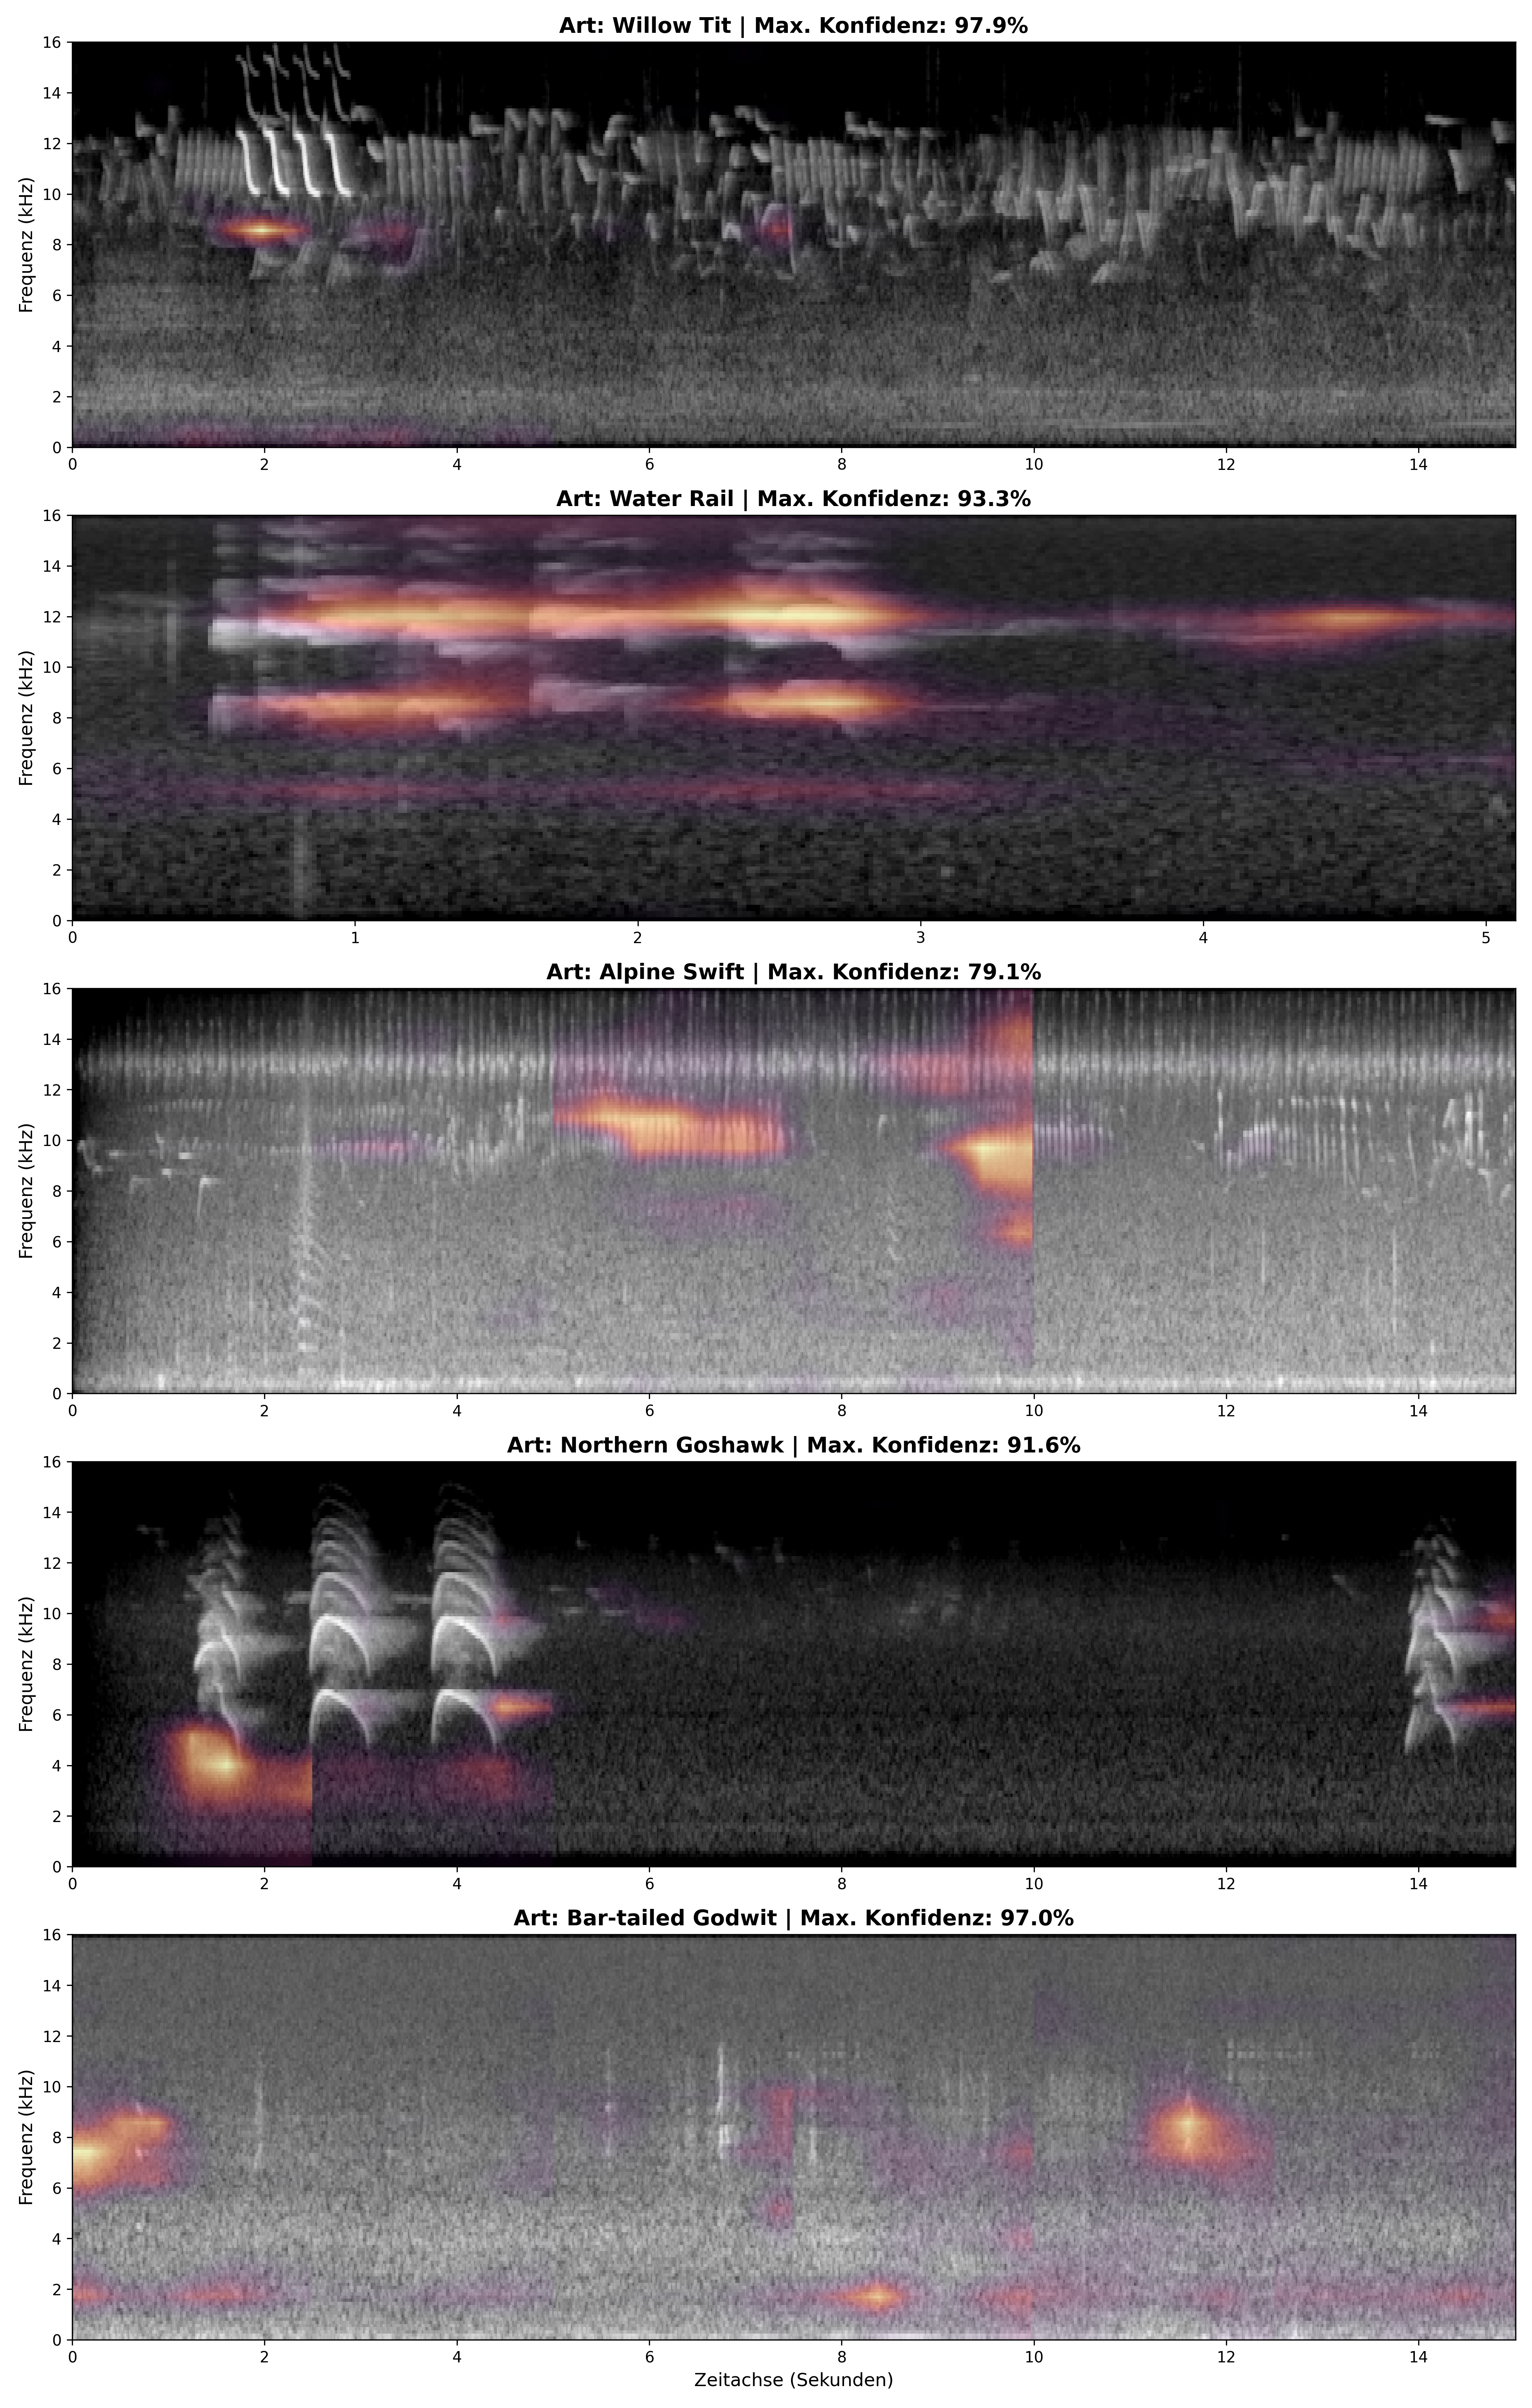 Art: Willow Tit | Max. Konfidenz: 97.9%
16
14
12
10
8
6
4
2
0
Frequenz (kHz)
0 2 4 6 8 10 12 14
Art: Water Rail | Max. Konfidenz: 93.3%
16
14
12
10
8
6
4
2
0
Frequenz (kHz)
0 1 2 3 4 5
Art: Alpine Swift | Max. Konfidenz: 79.1%
16
14
12
10
8
6
4
2
0
Frequenz (kHz)
0 2 4 6 8 10 12 14
Art: Northern Goshawk | Max. Konfidenz: 91.6%
16
14
12
10
8
6
4
2
0
Frequenz (kHz)
0 2 4 6 8 10 12 14
Art: Bar-tailed Godwit | Max. Konfidenz: 97.0%
16
14
12
10
8
6
4
2
0
Frequenz (kHz)
0 2 4 6 8 10 12 14
Zeitachse (Sekunden)